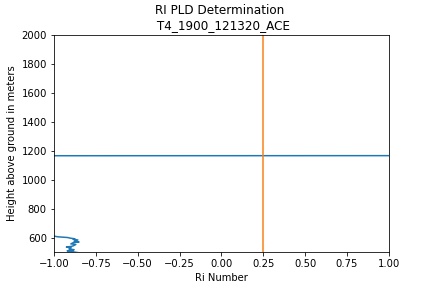 RI PLD Determination
T4_1900_121320_ACE
2000
1800
1600
1400
1200
1000
800
600
Height above ground in meters
−1.00 −0.75 −0.50 −0.25 0.00 0.25 0.50 0.75 1.00
Ri Number